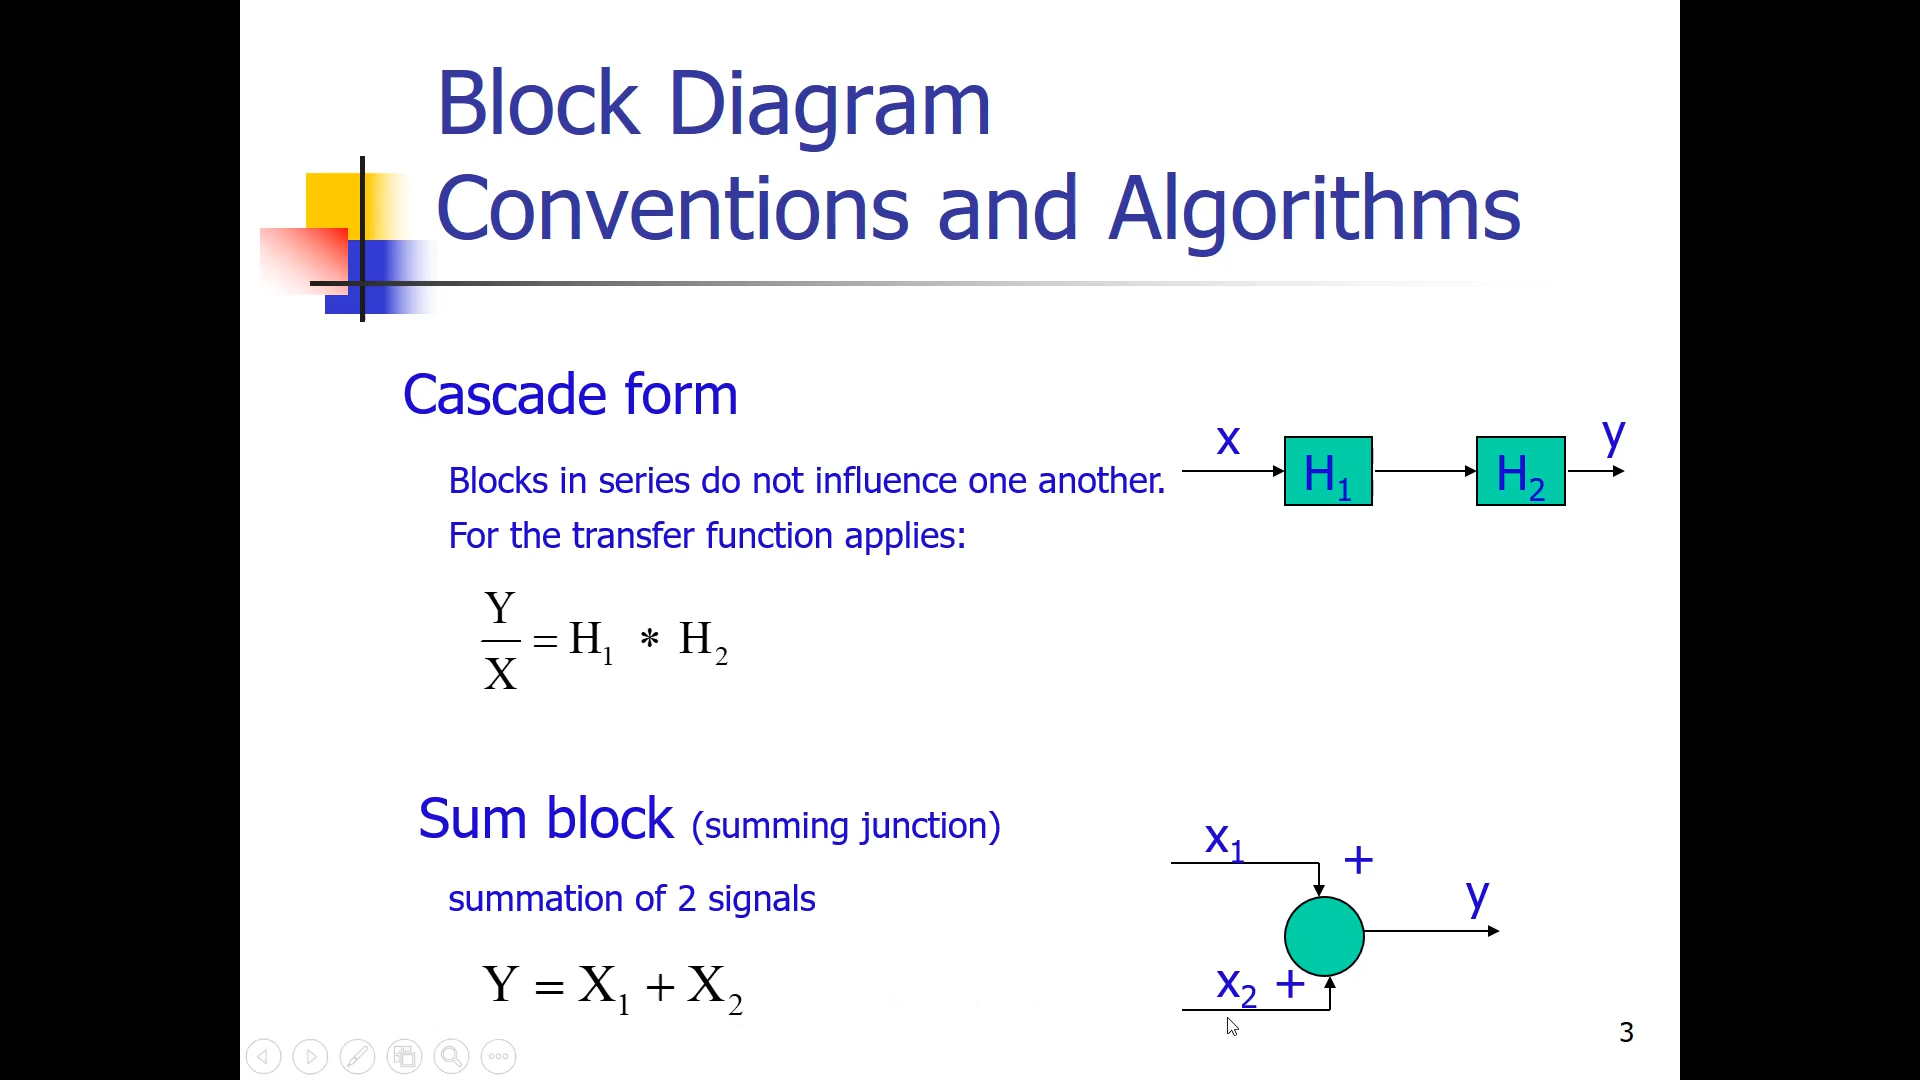 Block Diagram
Conventions and Algorithms
Cascade form
Blocks in series do not influence one another.
For the transfer function applies:
Y/X = H₁ * H₂
x H₁ H₂ y
Sum block (summing junction)
summation of 2 signals
Y = X₁ + X₂
x₁ +
y
x₂ +
3